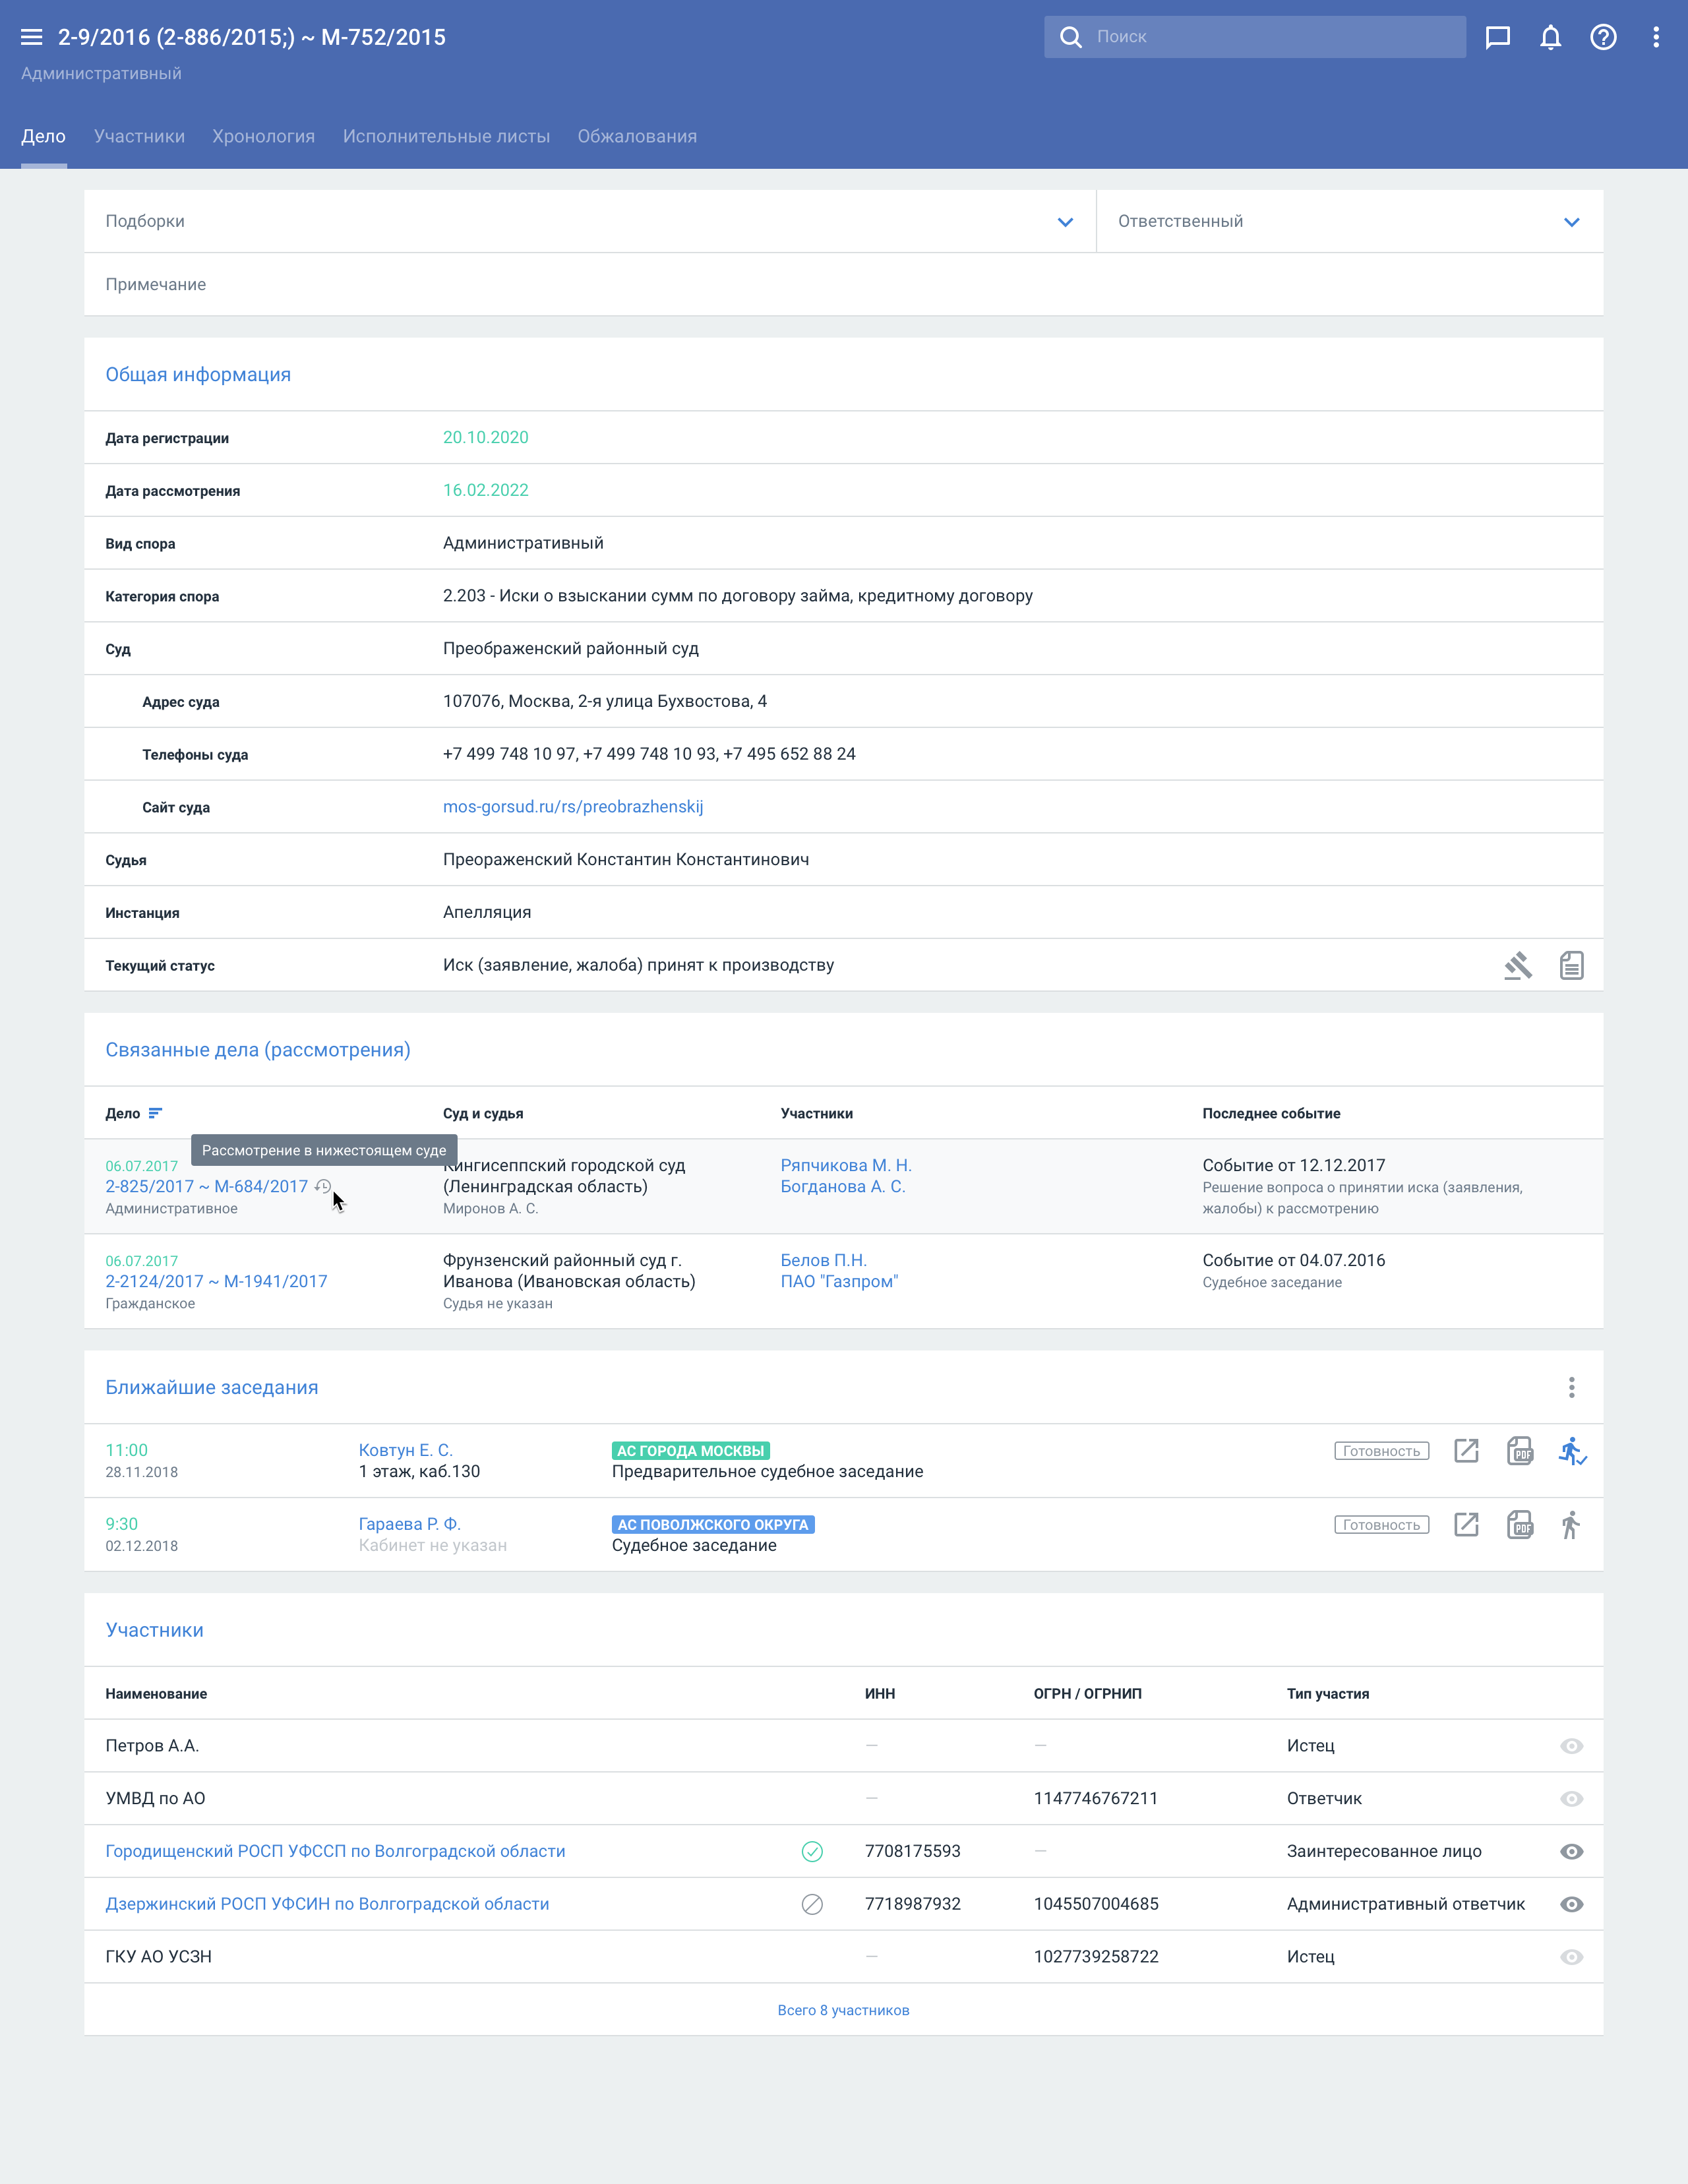 2-9/2016 (2-886/2015;) ~ М-752/2015
Поиск
Административный
Дело Участники Хронология Исполнительные листы Обжалования
Подборки Ответственный
Примечание
Общая информация
Дата регистрации 20.10.2020
Дата рассмотрения 16.02.2022
Вид спора Административный
Категория спора 2.203 - Иски о взыскании сумм по договору займа, кредитному договору
Суд Преображенский районный суд
Адрес суда 107076, Москва, 2-я улица Бухвостова, 4
Телефоны суда +7 499 748 10 97, +7 499 748 10 93, +7 495 652 88 24
Сайт суда mos-gorsud.ru/rs/preobrazhenskij
Судья Преораженский Константин Константинович
Инстанция Апелляция
Текущий статус Иск (заявление, жалоба) принят к производству
Связанные дела (рассмотрения)
Дело Суд и судья Участники Последнее событие
Рассмотрение в нижестоящем суде
06.07.2017 Кингисеппский городской суд Ряпчикова М. Н. Событие от 12.12.2017
2-825/2017 ~ М-684/2017 (Ленинградская область) Богданова А. С. Решение вопроса о принятии иска (заявления,
Административное Миронов А. С. жалобы) к рассмотрению
06.07.2017 Фрунзенский районный суд г. Белов П.Н. Событие от 04.07.2016
2-2124/2017 ~ М-1941/2017 Иванова (Ивановская область) ПАО "Газпром" Судебное заседание
Гражданское Судья не указан
Ближайшие заседания
11:00 Ковтун Е. С. АС ГОРОДА МОСКВЫ Готовность PDF
28.11.2018 1 этаж, каб.130 Предварительное судебное заседание
9:30 Гараева Р. Ф. АС ПОВОЛЖСКОГО ОКРУГА Готовность PDF
02.12.2018 Кабинет не указан Судебное заседание
Участники
Наименование ИНН ОГРН / ОГРНИП Тип участия
Петров А.А. — — Истец
УМВД по АО — 1147746767211 Ответчик
Городищенский РОСП УФССП по Волгоградской области 7708175593 — Заинтересованное лицо
Дзержинский РОСП УФСИН по Волгоградской области 7718987932 1045507004685 Административный ответчик
ГКУ АО УСЗН — 1027739258722 Истец
Всего 8 участников